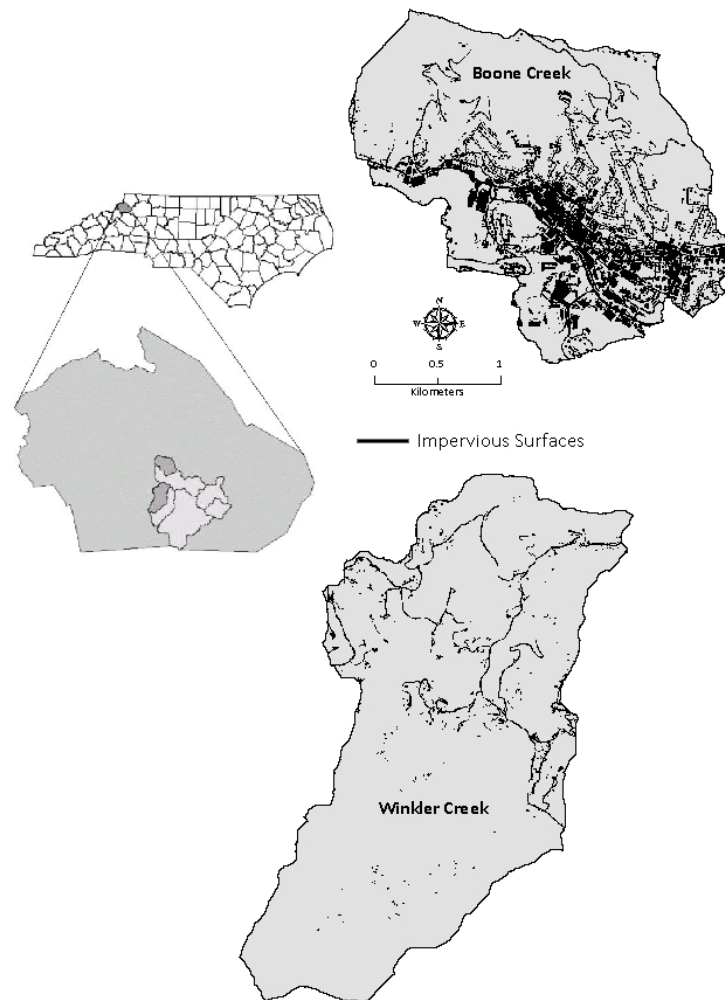 Boone Creek
N
W E
S
0 0.5 1
Kilometers
Impervious Surfaces
Winkler Creek